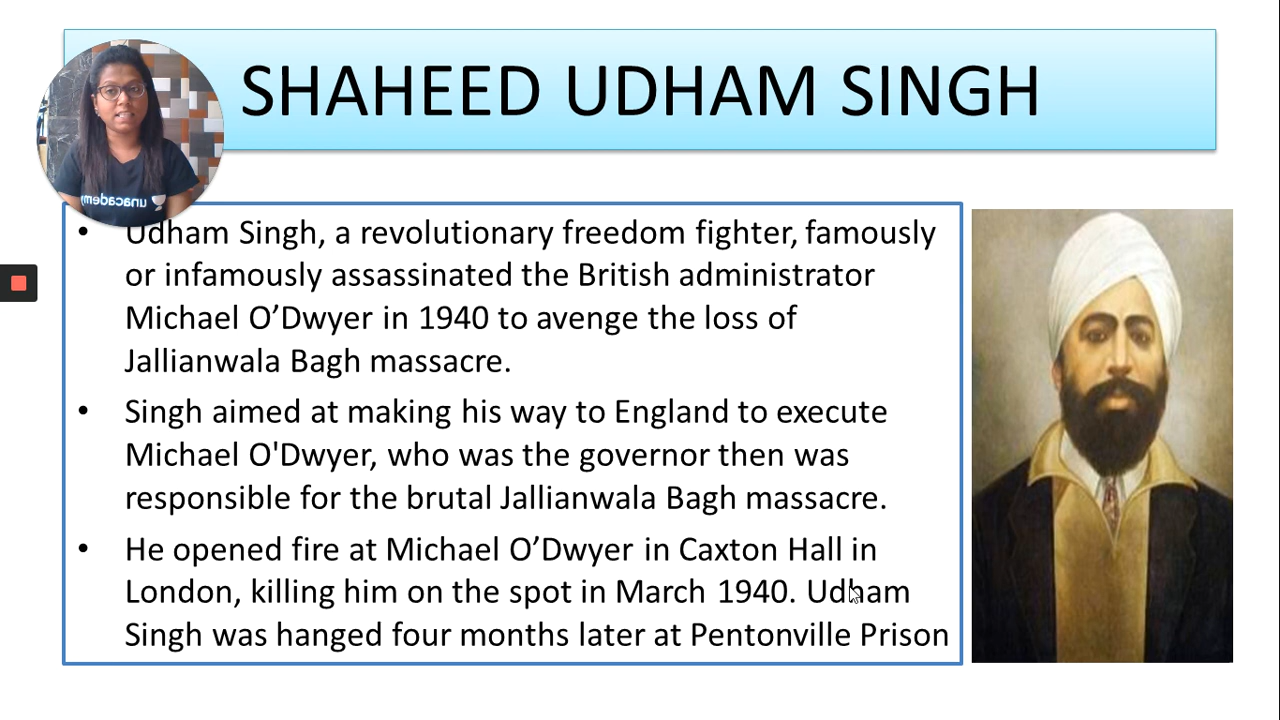 SHAHEED UDHAM SINGH
unacademy
• Udham Singh, a revolutionary freedom fighter, famously
or infamously assassinated the British administrator
Michael O’Dwyer in 1940 to avenge the loss of
Jallianwala Bagh massacre.
• Singh aimed at making his way to England to execute
Michael O'Dwyer, who was the governor then was
responsible for the brutal Jallianwala Bagh massacre.
• He opened fire at Michael O’Dwyer in Caxton Hall in
London, killing him on the spot in March 1940. Udham
Singh was hanged four months later at Pentonville Prison